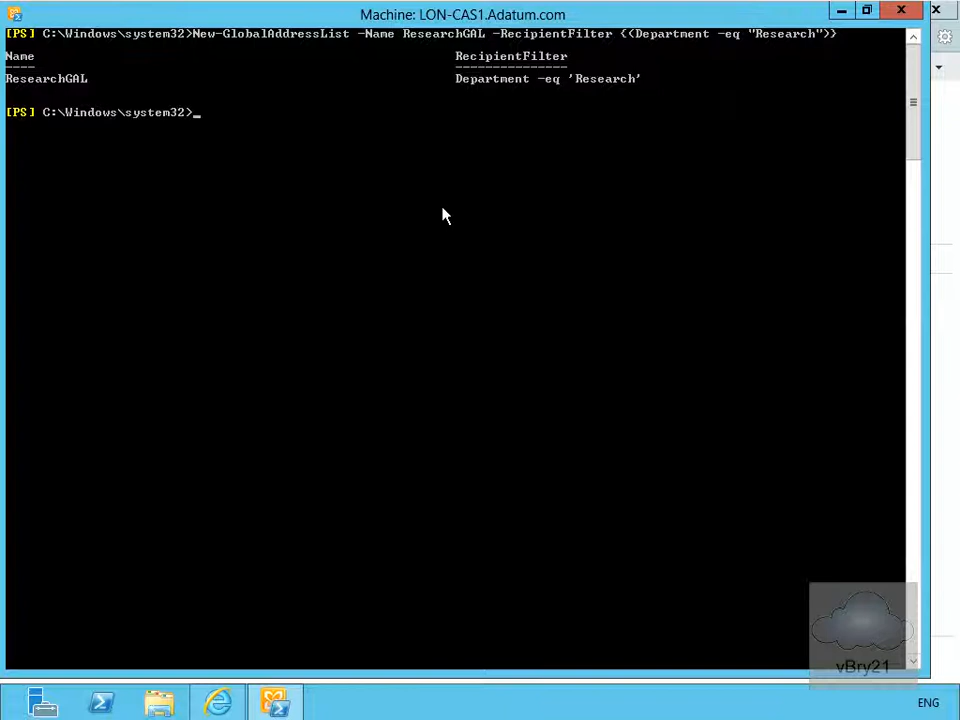 Machine: LON-CAS1.Adatum.com
[PS] C:\Windows\system32>New-GlobalAddressList -Name ResearchGAL -RecipientFilter {(Department -eq "Research")}
Name RecipientFilter
---- ---------------
ResearchGAL Department -eq 'Research'
[PS] C:\Windows\system32>_
vBry21
ENG